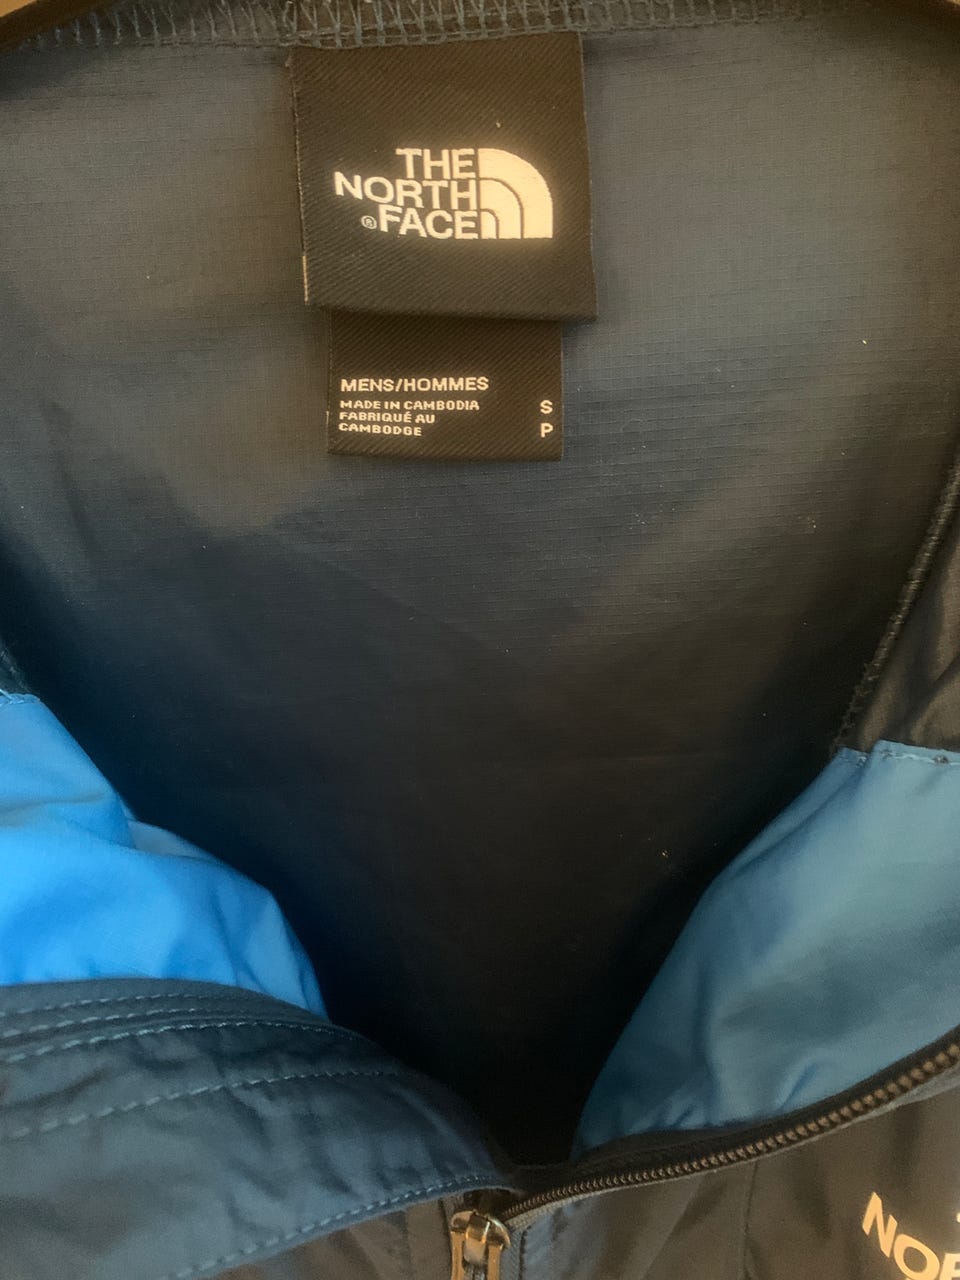 THE
NORTH
® FACE
MENS/HOMMES
MADE IN CAMBODIA
FABRIQUÉ AU
CAMBODGE
S
P